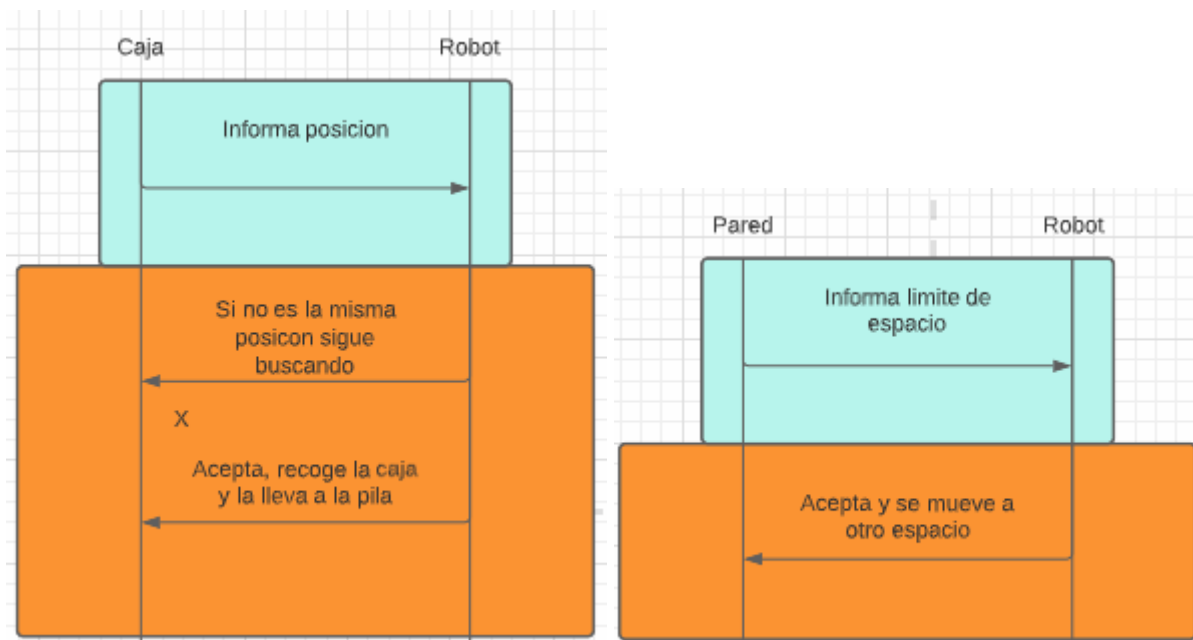 Caja
Robot
Informa posicion
Si no es la misma
posicon sigue
buscando
X
Acepta, recoge la caja
y la lleva a la pila
Pared
Robot
Informa limite de
espacio
Acepta y se mueve a
otro espacio